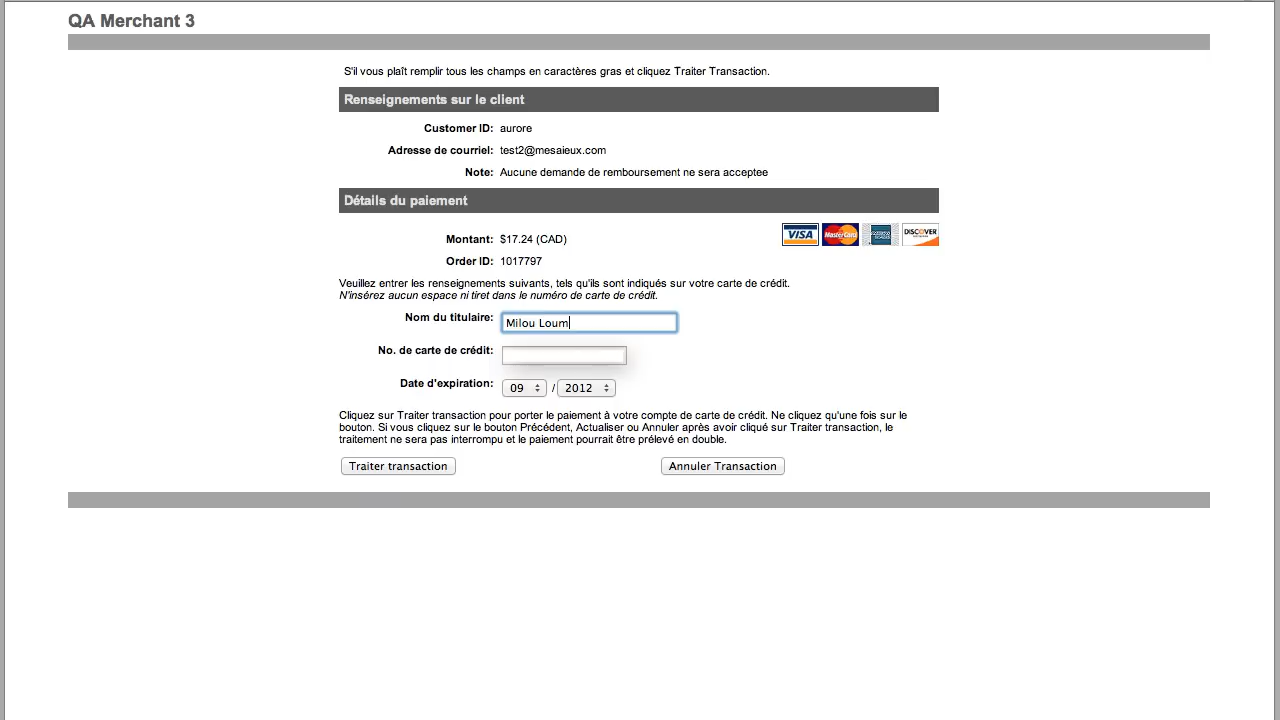 QA Merchant 3
S'il vous plaît remplir tous les champs en caractères gras et cliquez Traiter Transaction.
Renseignements sur le client
Customer ID: aurore
Adresse de courriel: test2@mesaieux.com
Note: Aucune demande de remboursement ne sera acceptee
Détails du paiement
VISA MasterCard AMERICAN EXPRESS DISCOVER
Montant: $17.24 (CAD)
Order ID: 1017797
Veuillez entrer les renseignements suivants, tels qu'ils sont indiqués sur votre carte de crédit.
N'insérez aucun espace ni tiret dans le numéro de carte de crédit.
Nom du titulaire: Milou Loum
No. de carte de crédit:
Date d'expiration: 09 / 2012
Cliquez sur Traiter transaction pour porter le paiement à votre compte de carte de crédit. Ne cliquez qu'une fois sur le
bouton. Si vous cliquez sur le bouton Précédent, Actualiser ou Annuler après avoir cliqué sur Traiter transaction, le
traitement ne sera pas interrompu et le paiement pourrait être prélevé en double.
Traiter transaction Annuler Transaction